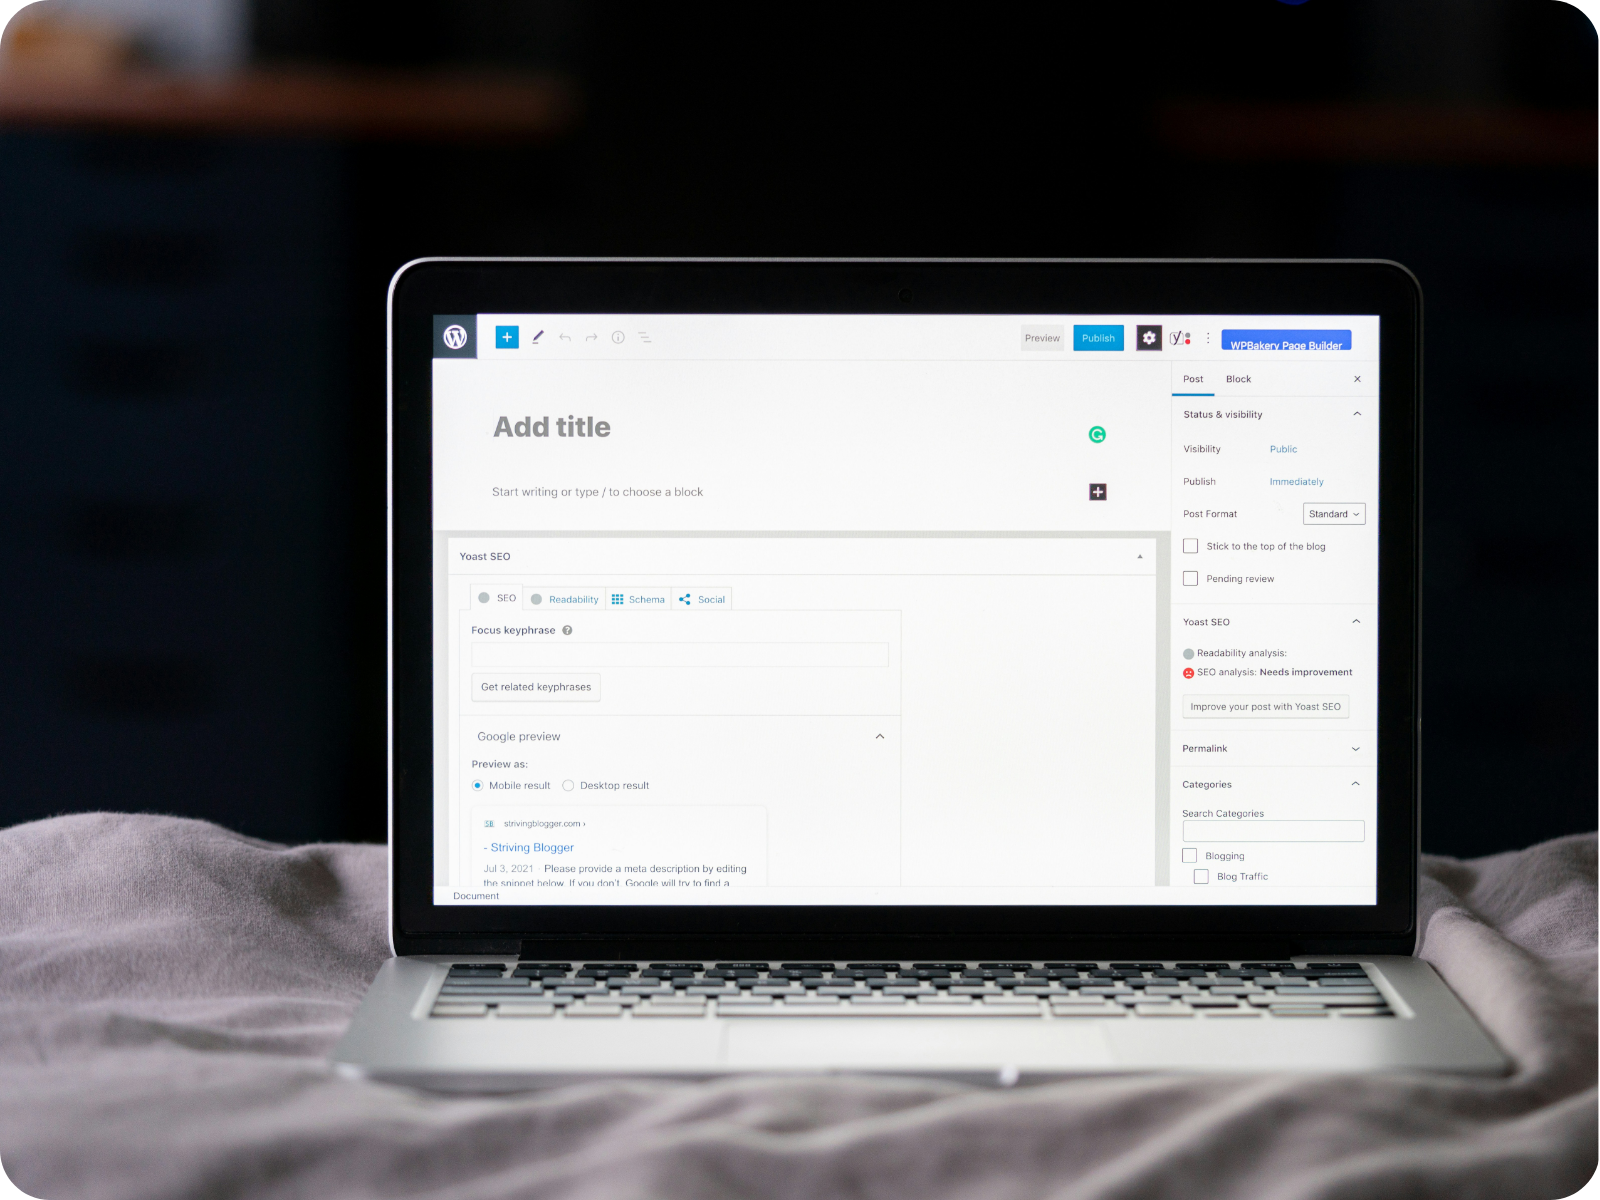 Preview
Publish
WPBakery Page Builder
Post
Block
Add title
Status & visibility
Visibility
Public
Start writing or type / to choose a block
Publish
Immediately
Post Format
Standard
Stick to the top of the blog
Pending review
Yoast SEO
SEO
Readability
Schema
Social
Focus keyphrase
Get related keyphrases
Google preview
Preview as:
Mobile result
Desktop result
SB
strivingblogger.com ›
- Striving Blogger
Jul 3, 2021 · Please provide a meta description by editing
the snippet below. If you don't, Google will try to find a
Document
Yoast SEO
Readability analysis:
SEO analysis: Needs improvement
Improve your post with Yoast SEO
Permalink
Categories
Search Categories
Blogging
Blog Traffic